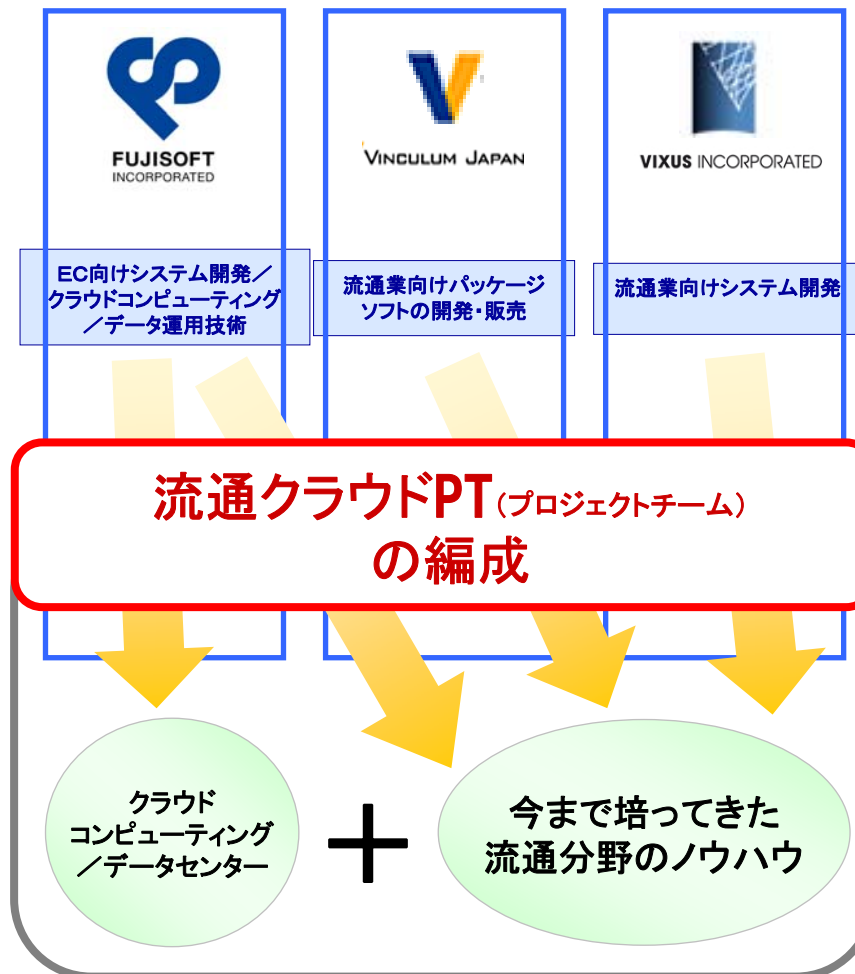 FUJISOFT
INCORPORATED
VINCULUM JAPAN
VIXUS INCORPORATED
EC向けシステム開発／
クラウドコンピューティング
／データ運用技術
流通業向けパッケージ
ソフトの開発・販売
流通業向けシステム開発
流通クラウドPT(プロジェクトチーム)
の編成
クラウド
コンピューティング
／データセンター
＋
今まで培ってきた
流通分野のノウハウ